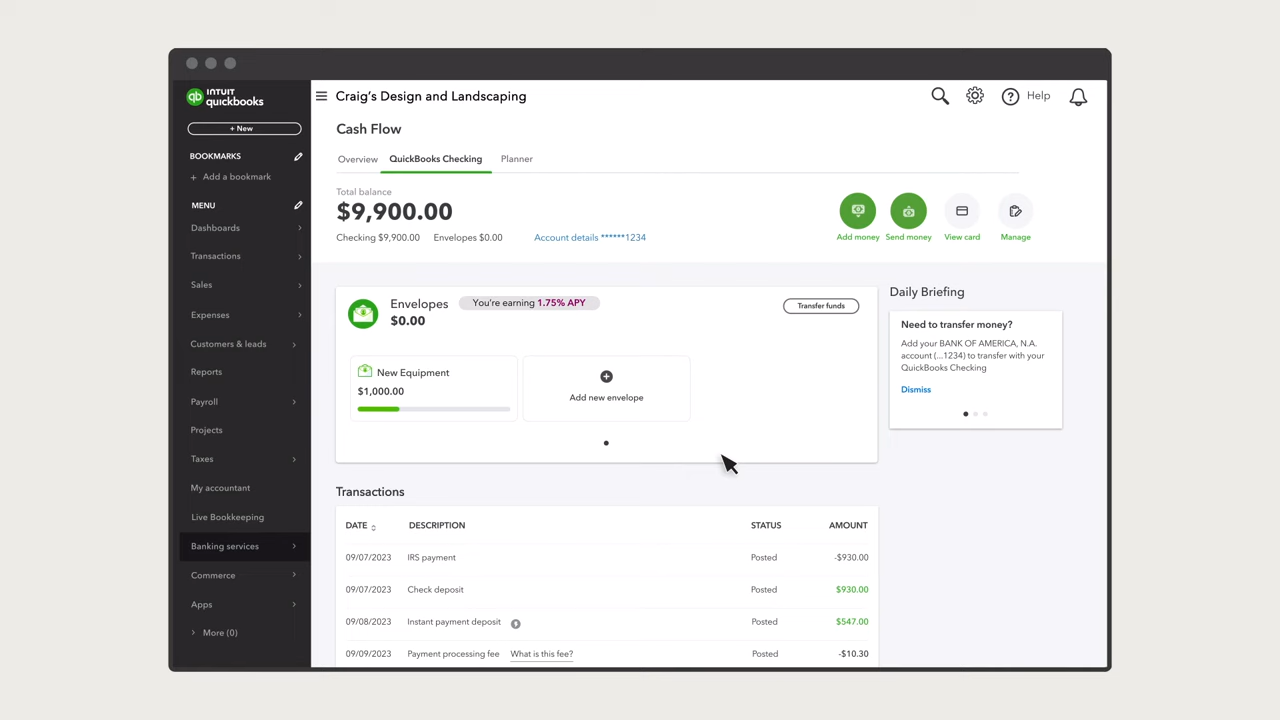 INTUIT
quickbooks
+ New
BOOKMARKS
+ Add a bookmark
MENU
Dashboards
Transactions
Sales
Expenses
Customers & leads
Reports
Payroll
Projects
Taxes
My accountant
Live Bookkeeping
Banking services
Commerce
Apps
More (0)
Craig's Design and Landscaping
Help
Cash Flow
Overview QuickBooks Checking Planner
Total balance
$9,900.00
Checking $9,900.00 Envelopes $0.00 Account details ******1234
Add money Send money View card Manage
Envelopes You're earning 1.75% APY
$0.00
Transfer funds
New Equipment
$1,000.00
Add new envelope
Daily Briefing
Need to transfer money?
Add your BANK OF AMERICA, N.A.
account (...1234) to transfer with your
QuickBooks Checking
Dismiss
Transactions
DATE DESCRIPTION STATUS AMOUNT
09/07/2023 IRS payment Posted -$930.00
09/07/2023 Check deposit Posted $930.00
09/08/2023 Instant payment deposit Posted $547.00
09/09/2023 Payment processing fee What is this fee? Posted -$10.30